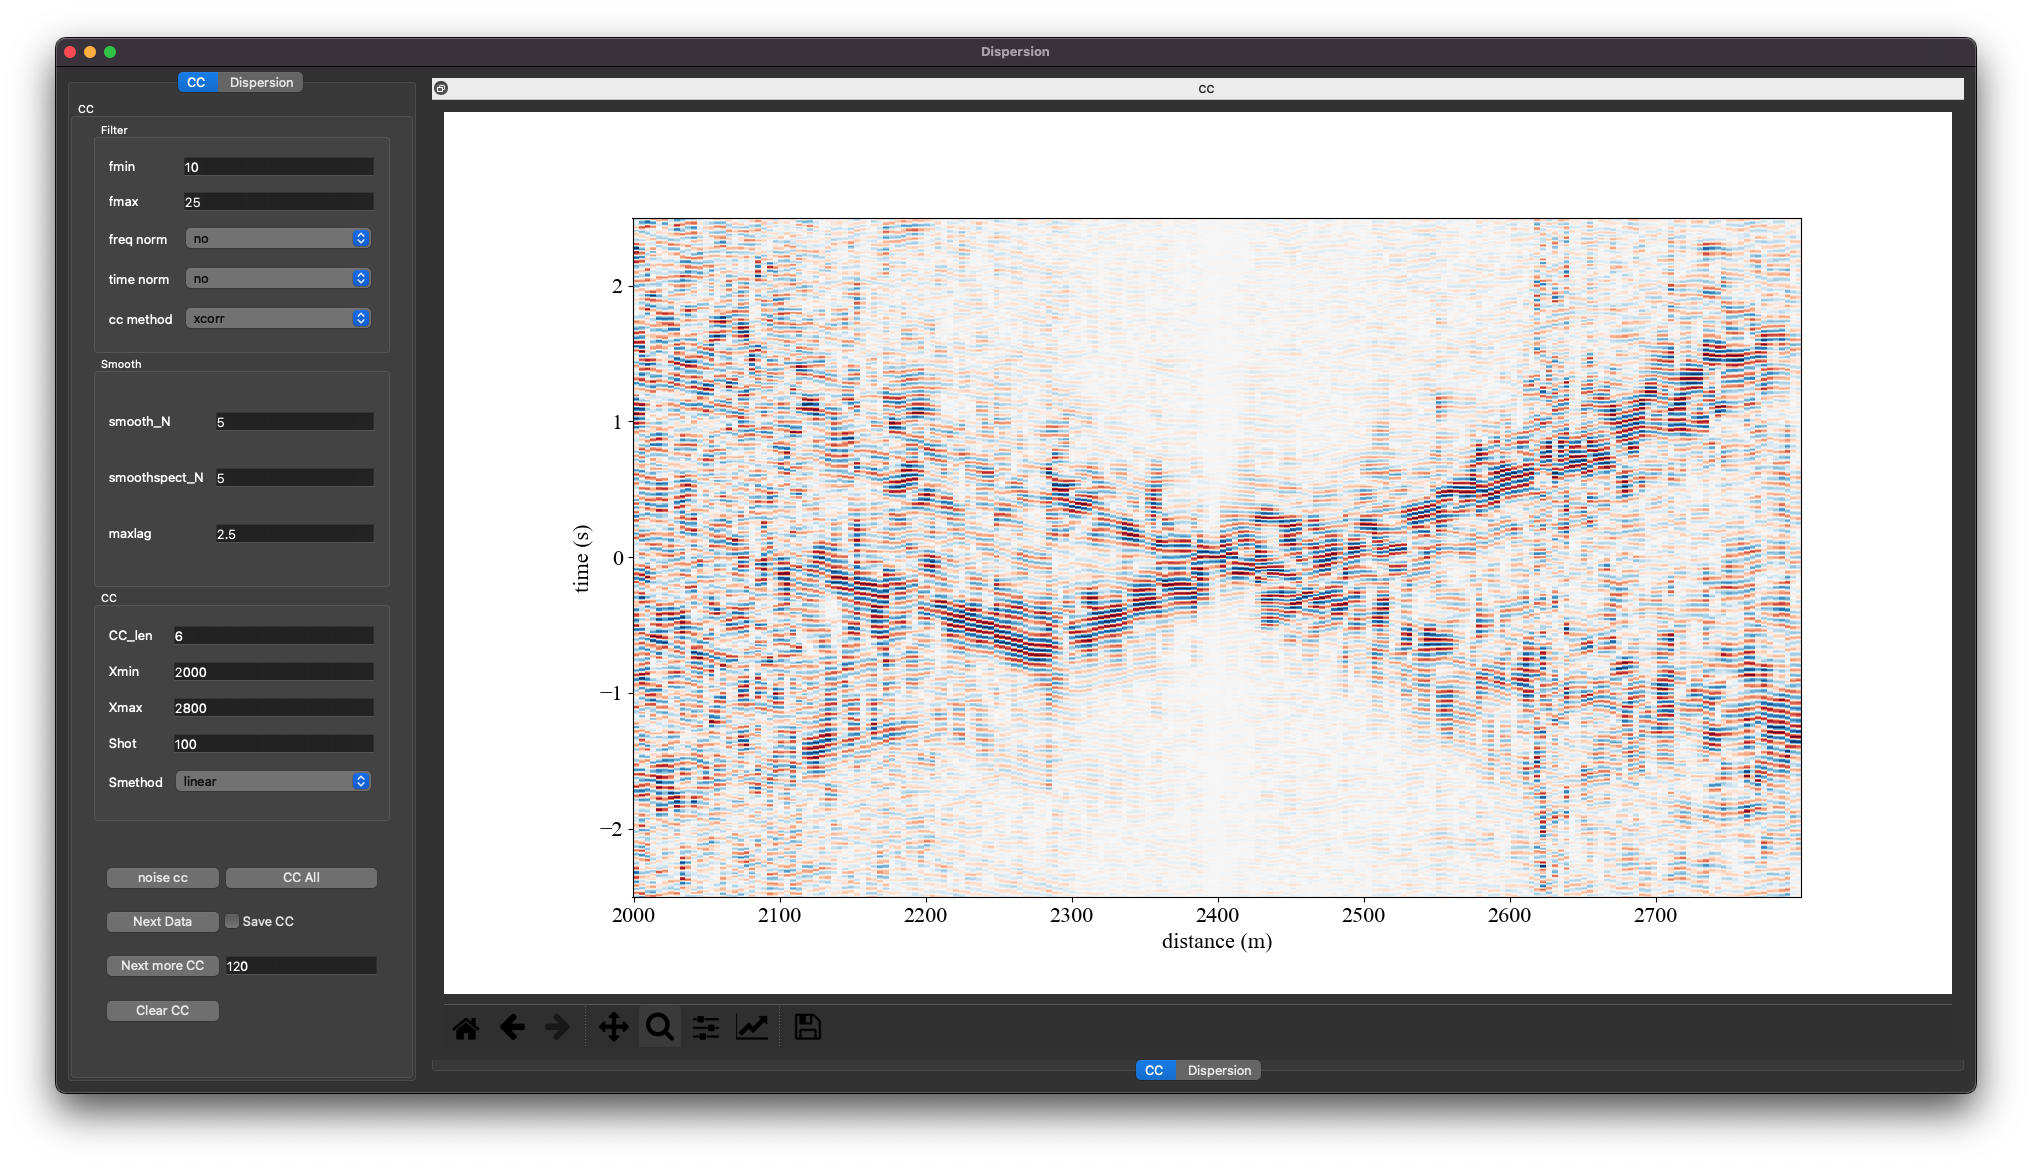 Dispersion
CC Dispersion
CC
Filter
fmin 10
fmax 25
freq norm no
time norm no
cc method xcorr
Smooth
smooth_N 5
smoothspect_N 5
maxlag 2.5
CC
CC_len 6
Xmin 2000
Xmax 2800
Shot 100
Smethod linear
noise cc CC All
Next Data Save CC
Next more CC 120
Clear CC
cc
time (s)
2
1
0
−1
−2
2000 2100 2200 2300 2400 2500 2600 2700
distance (m)
CC Dispersion